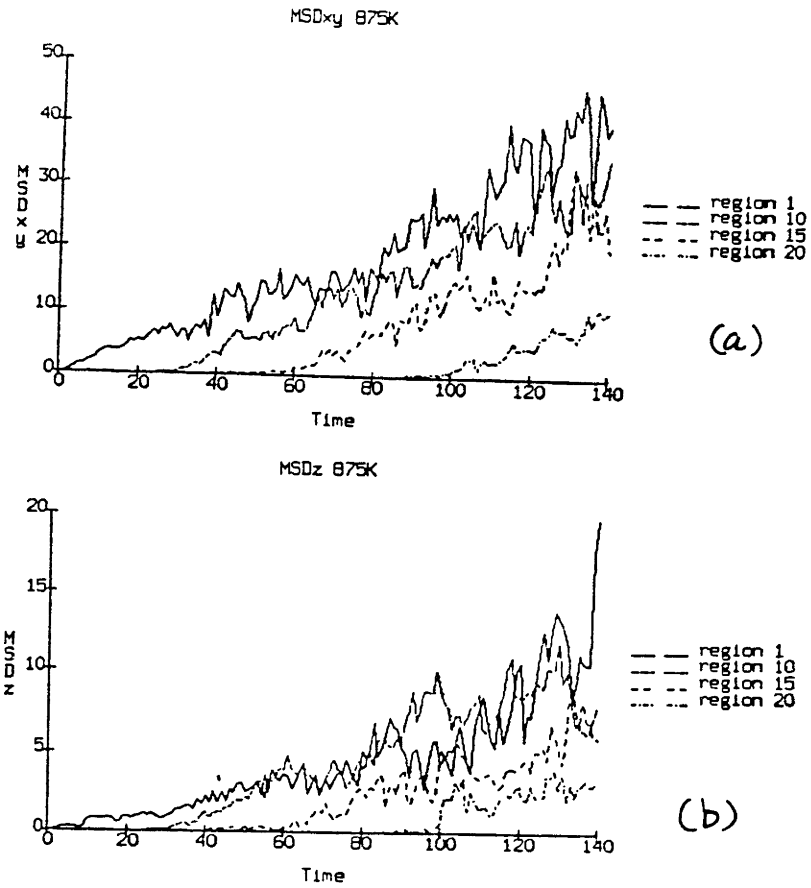 MSDxy 875K
50
40
30
20
10
0
MSDxy
0 20 40 60 80 100 120 140
Time
region 1
region 10
region 15
region 20
(a)
MSDz 875K
20
15
10
5
0
MSDz
0 20 40 60 80 100 120 140
Time
region 1
region 10
region 15
region 20
(b)